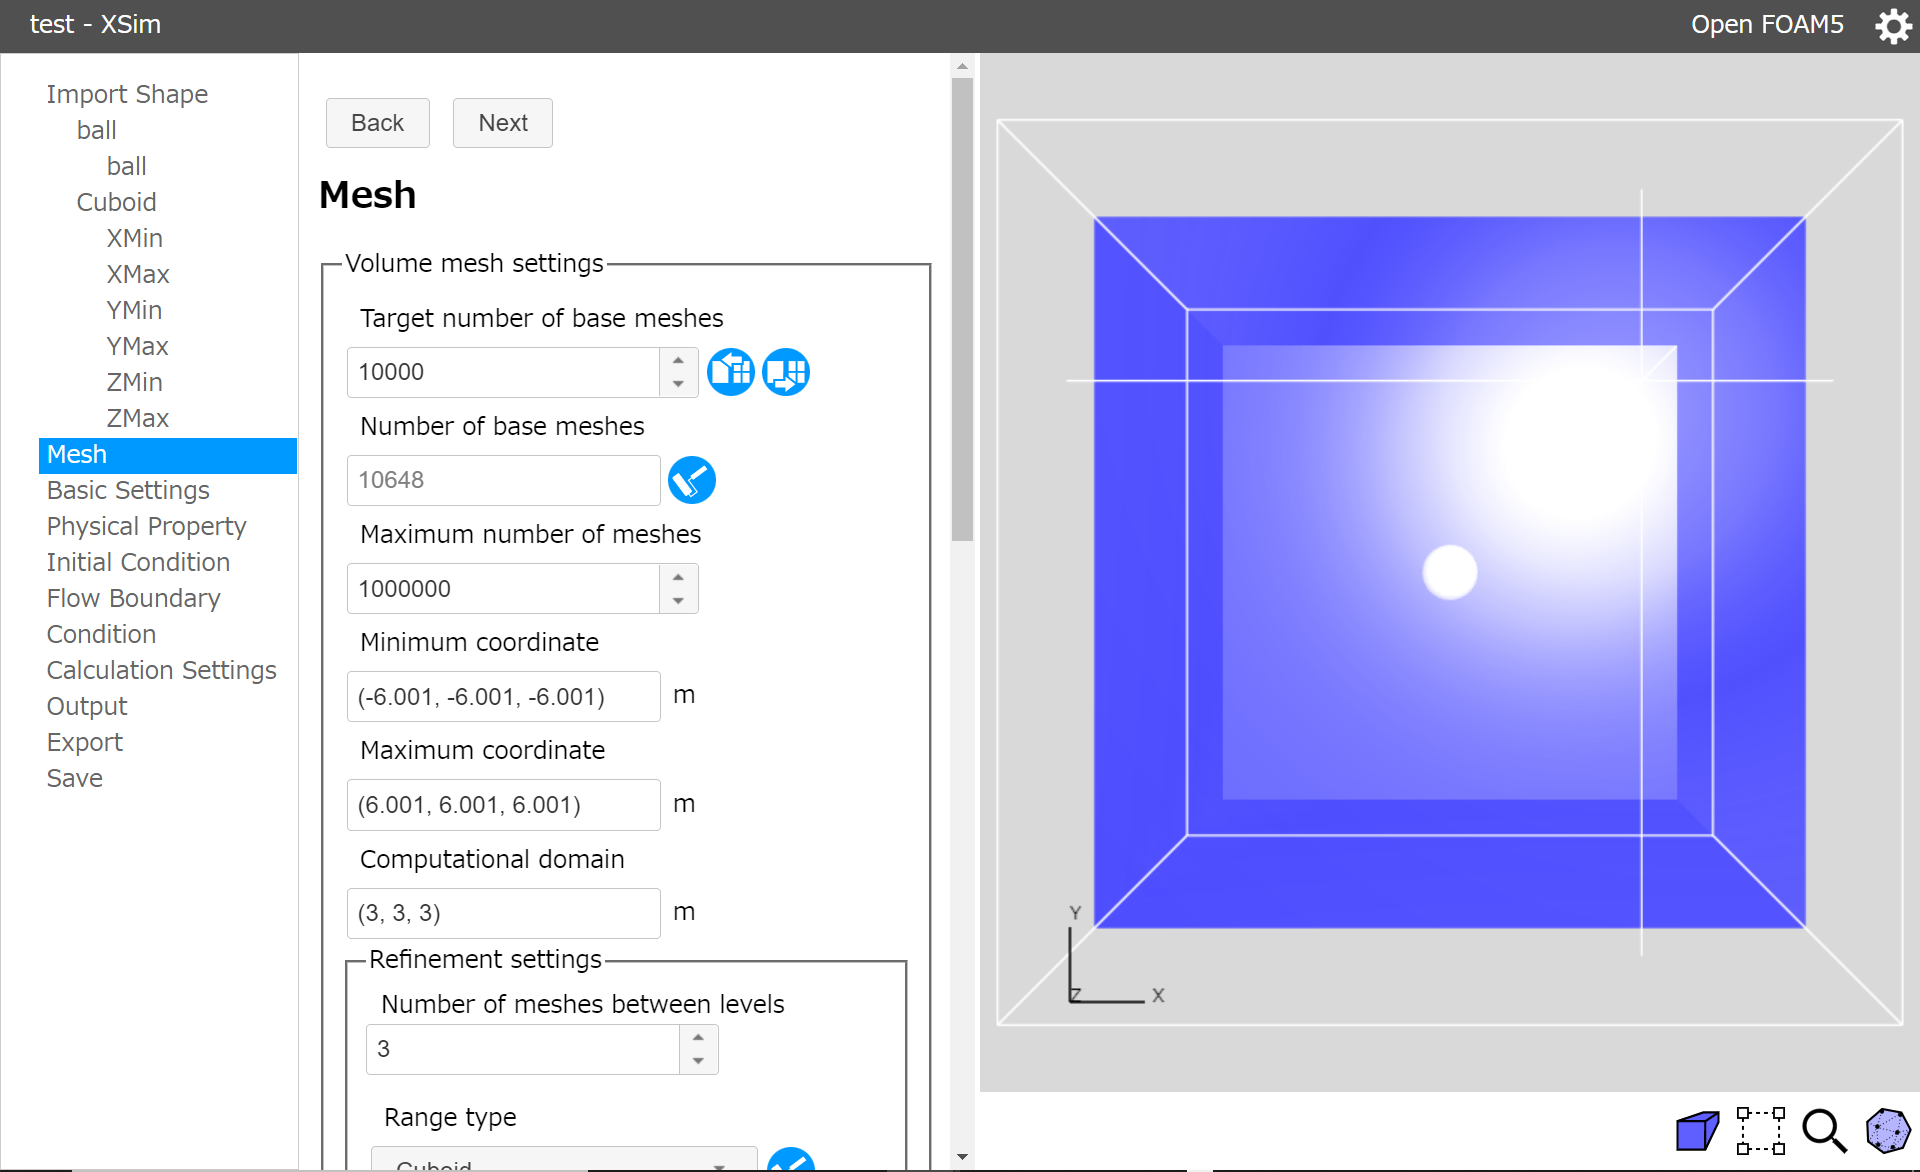 test - XSim
Open FOAM5
Import Shape
ball
ball
Cuboid
XMin
XMax
YMin
YMax
ZMin
ZMax
Mesh
Basic Settings
Physical Property
Initial Condition
Flow Boundary
Condition
Calculation Settings
Output
Export
Save
Back
Next
Mesh
Volume mesh settings
Target number of base meshes
10000
Number of base meshes
10648
Maximum number of meshes
1000000
Minimum coordinate
(-6.001, -6.001, -6.001)
m
Maximum coordinate
(6.001, 6.001, 6.001)
m
Computational domain
(3, 3, 3)
m
Refinement settings
Number of meshes between levels
3
Range type
Cuboid
Y
Z
X